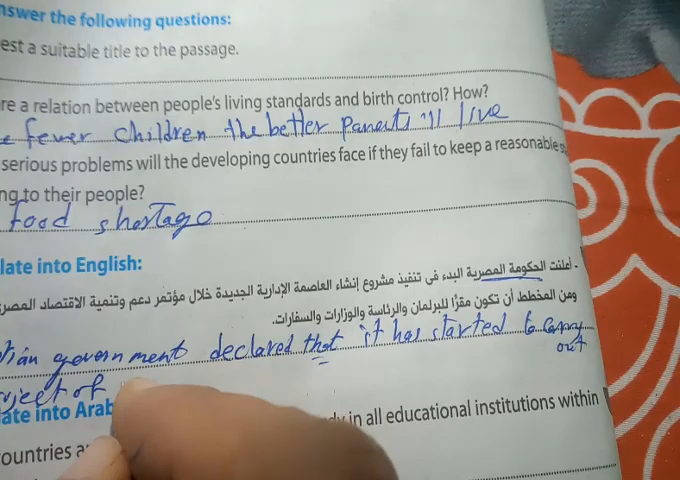 nswer the following questions:
est a suitable title to the passage.
re a relation between people's living standards and birth control? How?
fewer children the better Parents 'll live
serious problems will the developing countries face if they fail to keep a reasonable
ng to their people?
food shortage
late into English:
- أعلنت الحكومة المصرية البدء فى تنفيذ مشروع إنشاء العاصمة الإدارية الجديدة خلال مؤتمر دعم وتنمية الاقتصاد المصر
ومن المخطط أن تكون مقرًا للبرلمان والرئاسة والوزارات والسفارات.
ian government declared that it has started to carry
out
oject of
ate into Arab
in all educational institutions within
ountries a